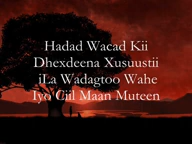 Hadad Wacad Kii
Dhexdeena Xusuustii
iLa Wadagtoo Wahe
Iyo Ciil Maan Muteen